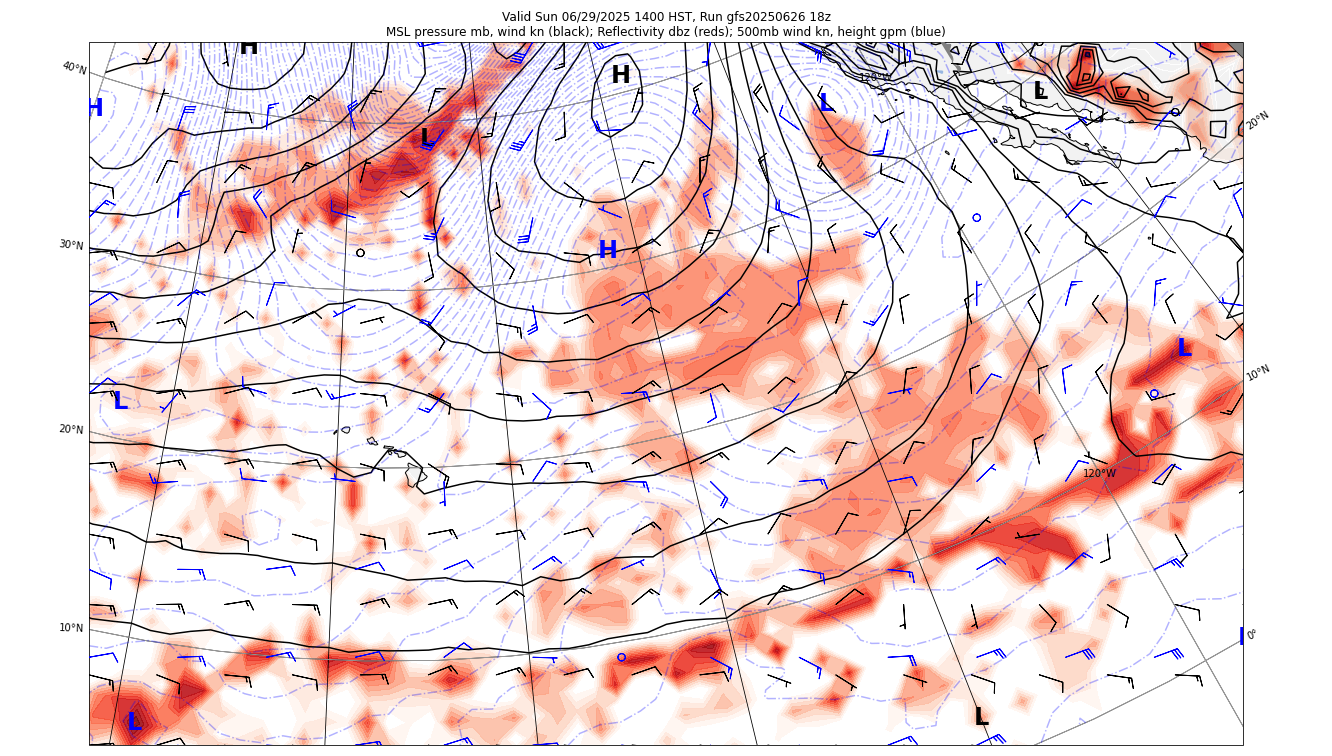 Valid Sun 06/29/2025 1400 HST, Run gfs20250626 18z
MSL pressure mb, wind kn (black); Reflectivity dbz (reds); 500mb wind kn, height gpm (blue)
H
H
40°N
H
120°W
L
L
20°N
L
30°N
H
L
10°N
L
20°N
120°W
10°N
0°
L
L